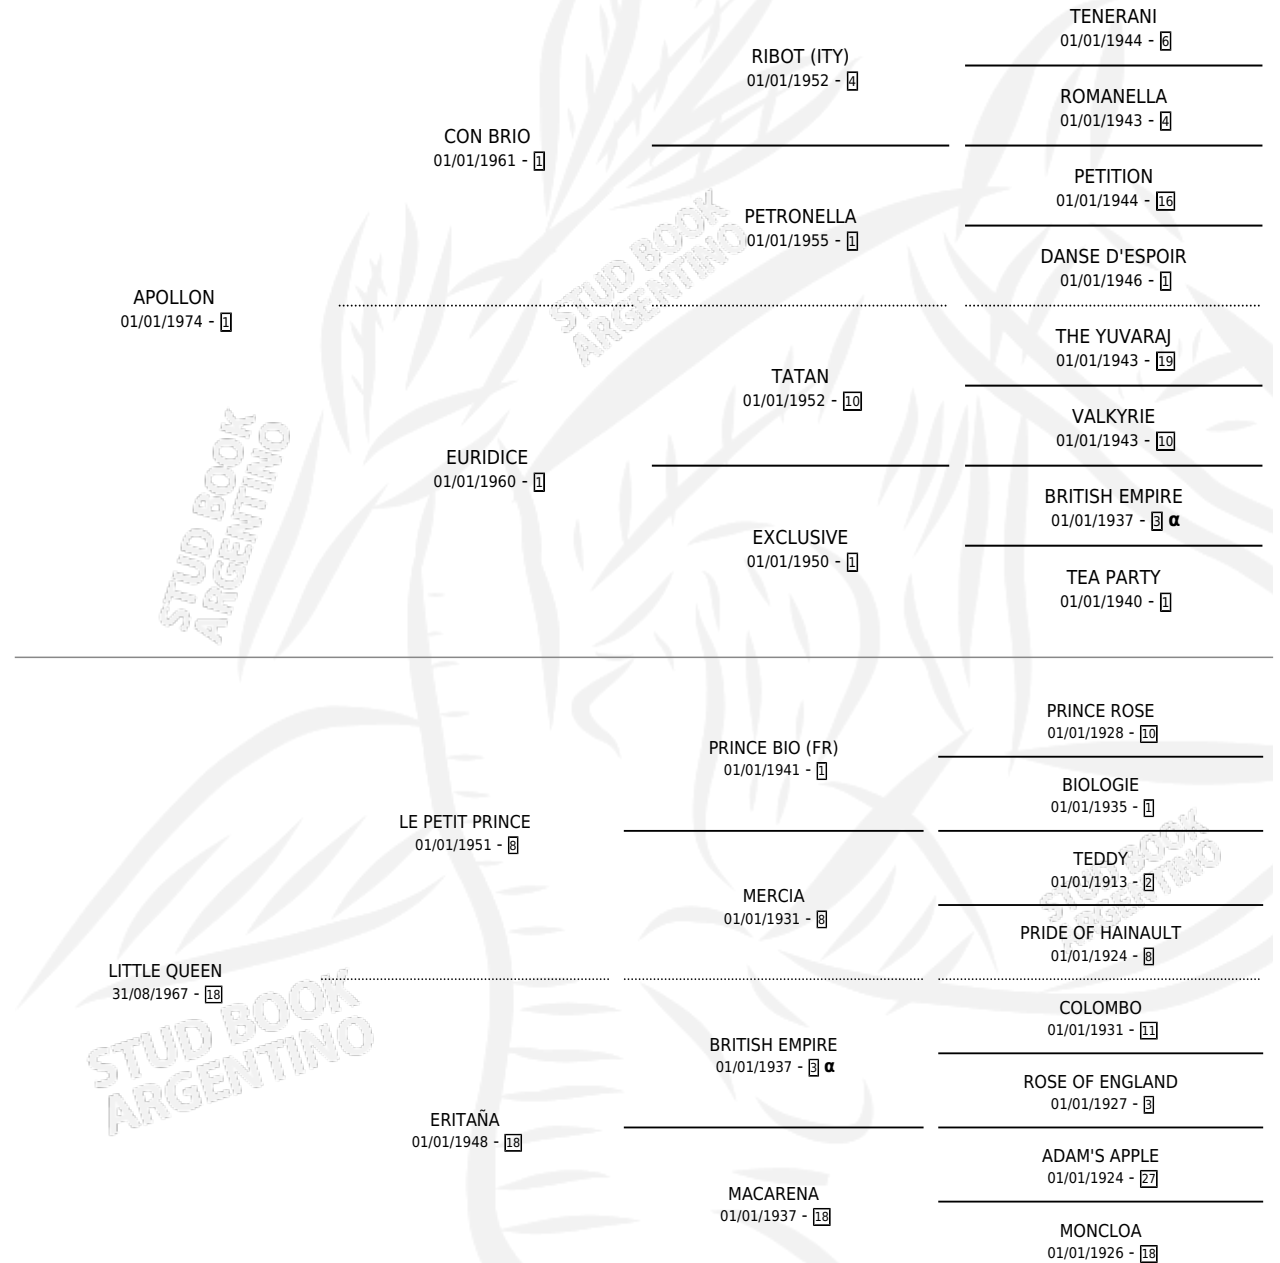 TENERANI
01/01/1944 - 6
RIBOT (ITY)
01/01/1952 - 4
ROMANELLA
01/01/1943 - 4
CON BRIO
01/01/1961 - 1
PETITION
01/01/1944 - 16
PETRONELLA
01/01/1955 - 1
DANSE D'ESPOIR
01/01/1946 - 1
APOLLON
01/01/1974 - 1
THE YUVARAJ
01/01/1943 - 19
TATAN
01/01/1952 - 10
VALKYRIE
01/01/1943 - 10
EURIDICE
01/01/1960 - 1
BRITISH EMPIRE
01/01/1937 - 3 α
EXCLUSIVE
01/01/1950 - 1
TEA PARTY
01/01/1940 - 1
PRINCE ROSE
01/01/1928 - 10
PRINCE BIO (FR)
01/01/1941 - 1
BIOLOGIE
01/01/1935 - 1
LE PETIT PRINCE
01/01/1951 - 8
TEDDY
01/01/1913 - 2
MERCIA
01/01/1931 - 8
PRIDE OF HAINAULT
01/01/1924 - 8
LITTLE QUEEN
31/08/1967 - 18
COLOMBO
01/01/1931 - 11
BRITISH EMPIRE
01/01/1937 - 3 α
ROSE OF ENGLAND
01/01/1927 - 3
ERITAÑA
01/01/1948 - 18
ADAM'S APPLE
01/01/1924 - 27
MACARENA
01/01/1937 - 18
MONCLOA
01/01/1926 - 18
STUD BOOK
ARGENTINO
STUD BOOK
ARGENTINO
STUD BOOK
ARGENTINO
STUD BOOK
ARGENTINO